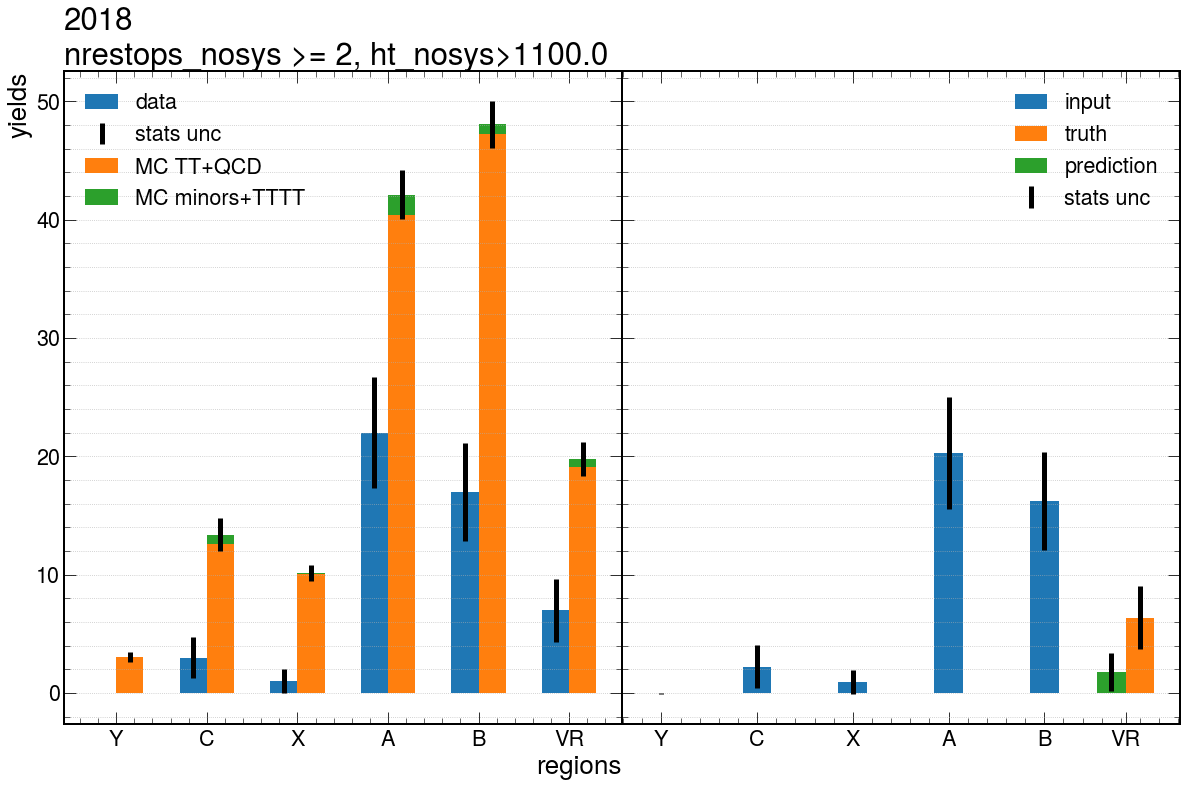 2018
nrestops_nosys >= 2, ht_nosys>1100.0
yields
50
40
30
20
10
0
data
stats unc
MC TT+QCD
MC minors+TTTT
input
truth
prediction
stats unc
Y C X A B VR
Y C X A B VR
regions